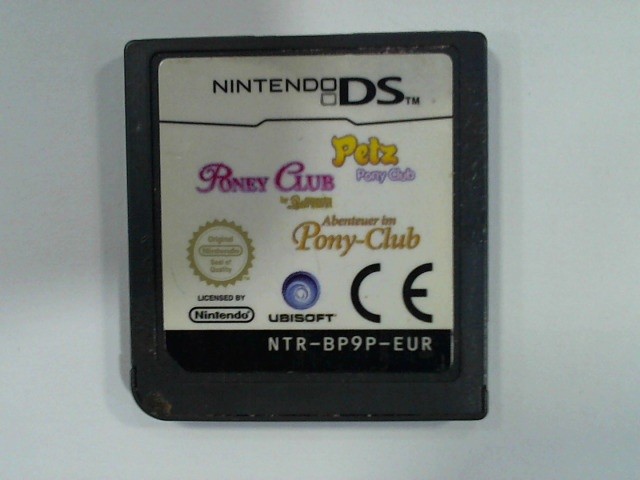 NINTENDO DS™
Petz
Pony Club
PONEY CLUB
by
Abenteuer im
Pony-Club
Original
Nintendo
Seal of
Quality
LICENSED BY
Nintendo
UBISOFT
CE
NTR-BP9P-EUR